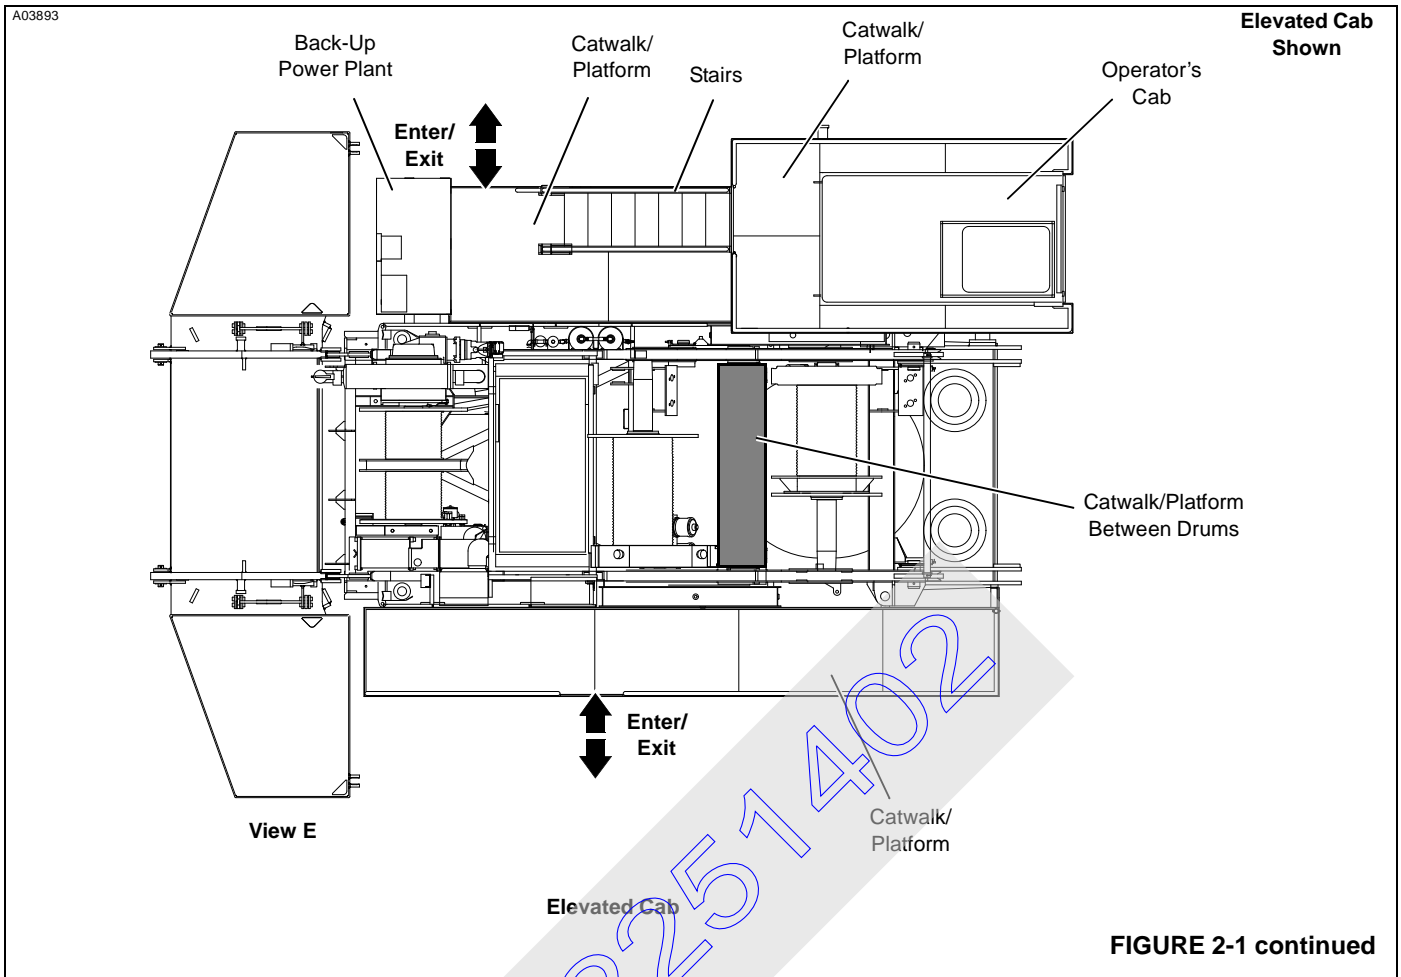 A03893
Elevated Cab
Shown
Back-Up
Power Plant
Catwalk/
Platform
Stairs
Catwalk/
Platform
Operator's
Cab
Enter/
Exit
Catwalk/Platform
Between Drums
Enter/
Exit
Catwalk/
Platform
View E
Elevated Cab
FIGURE 2-1 continued